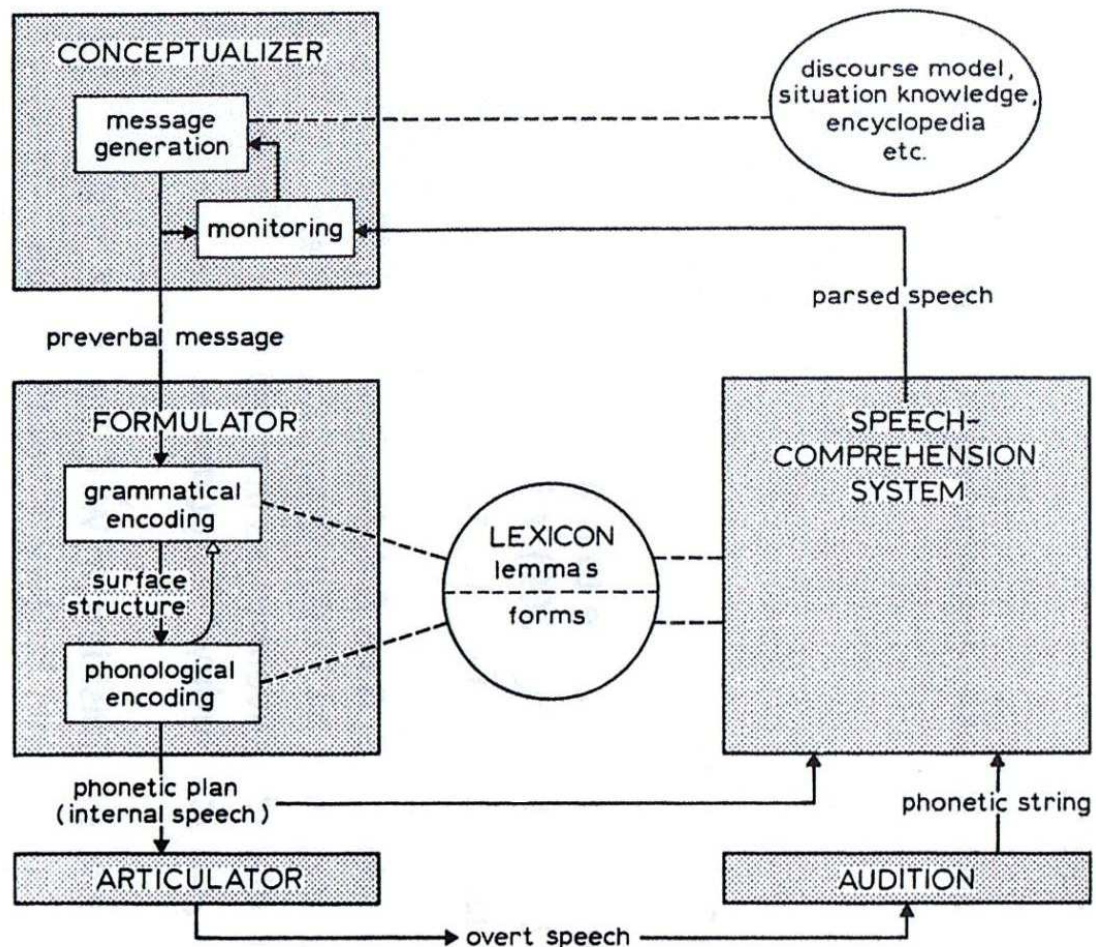 CONCEPTUALIZER
message
generation
monitoring
discourse model,
situation knowledge,
encyclopedia
etc.
parsed speech
preverbal message
FORMULATOR
grammatical
encoding
surface
structure
phonological
encoding
LEXICON
lemmas
forms
SPEECH-
COMPREHENSION
SYSTEM
phonetic plan
(internal speech)
phonetic string
ARTICULATOR
AUDITION
overt speech